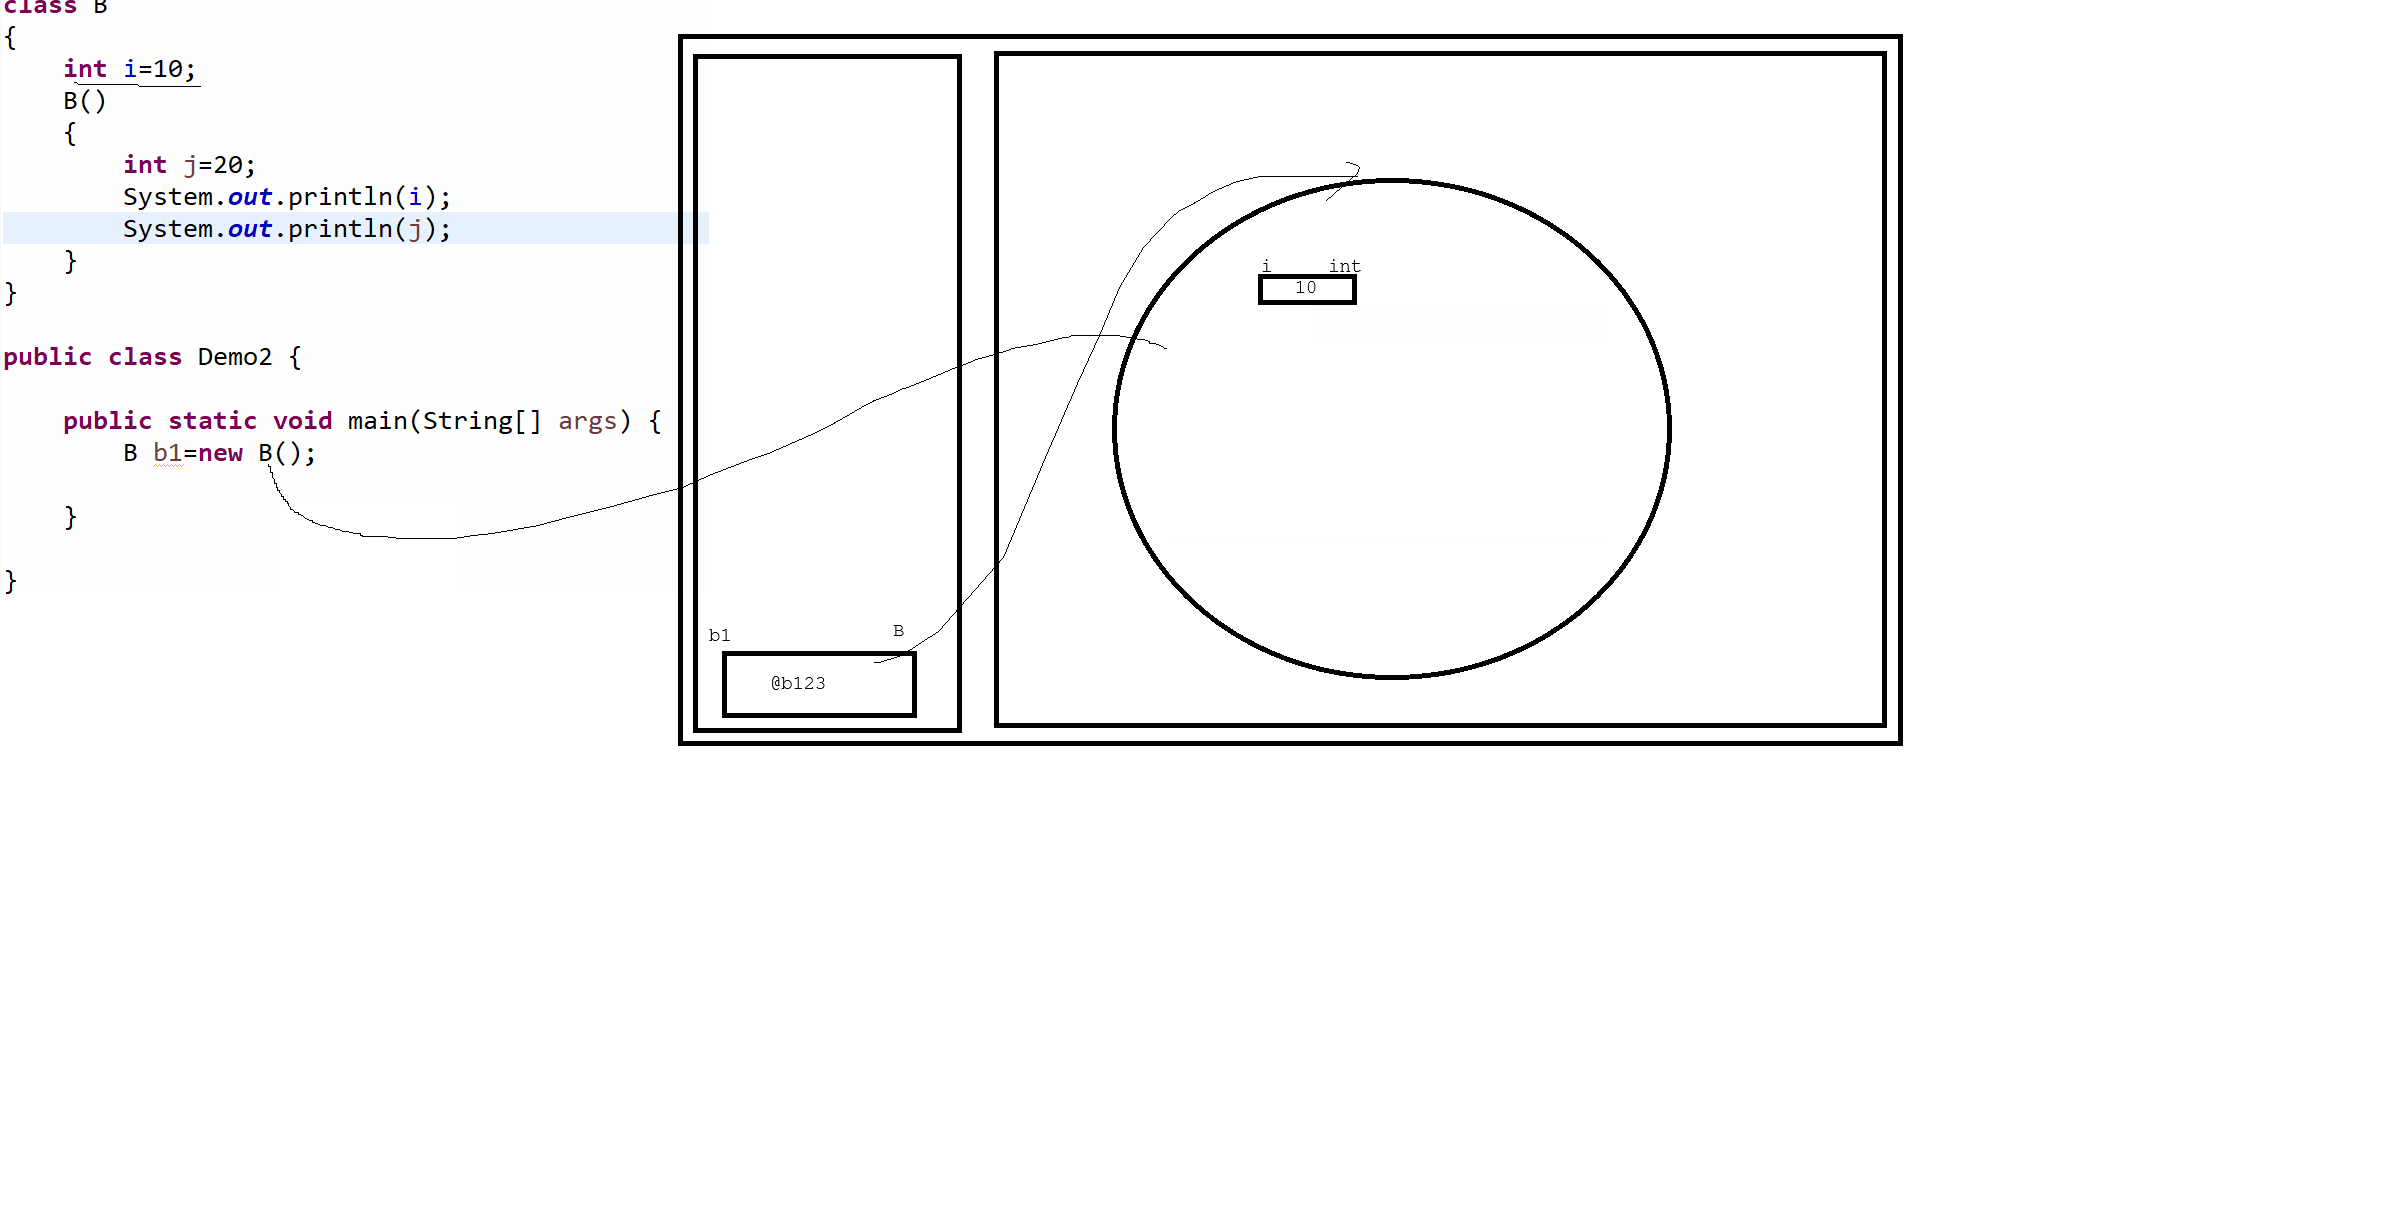 class B
{
int i=10;
B()
{
int j=20;
System.out.println(i);
System.out.println(j);
}
}
public class Demo2 {
public static void main(String[] args) {
B b1=new B();
}
}
b1 B
@b123
i int
10